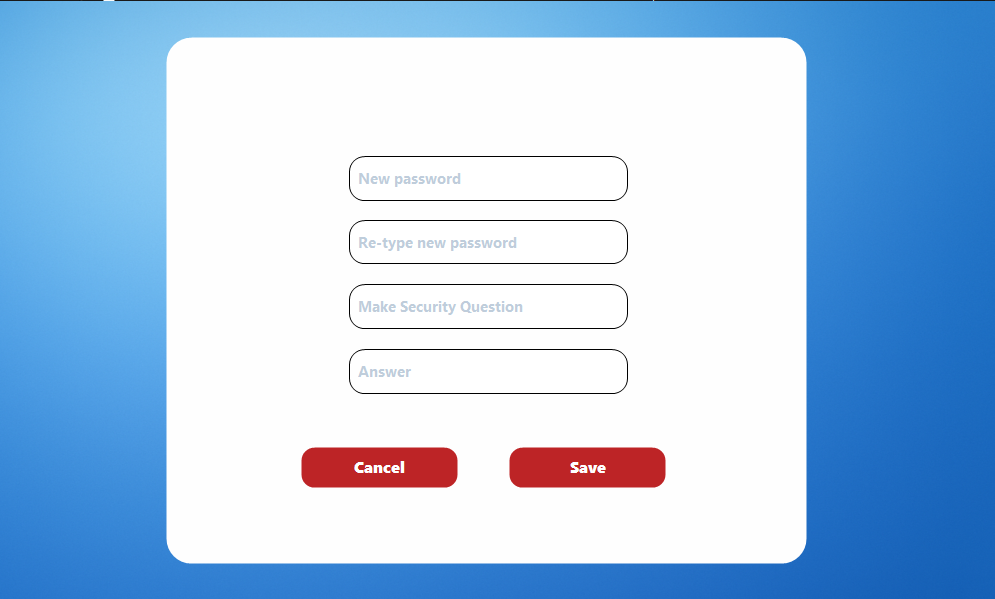 New password
Re-type new password
Make Security Question
Answer
Cancel
Save